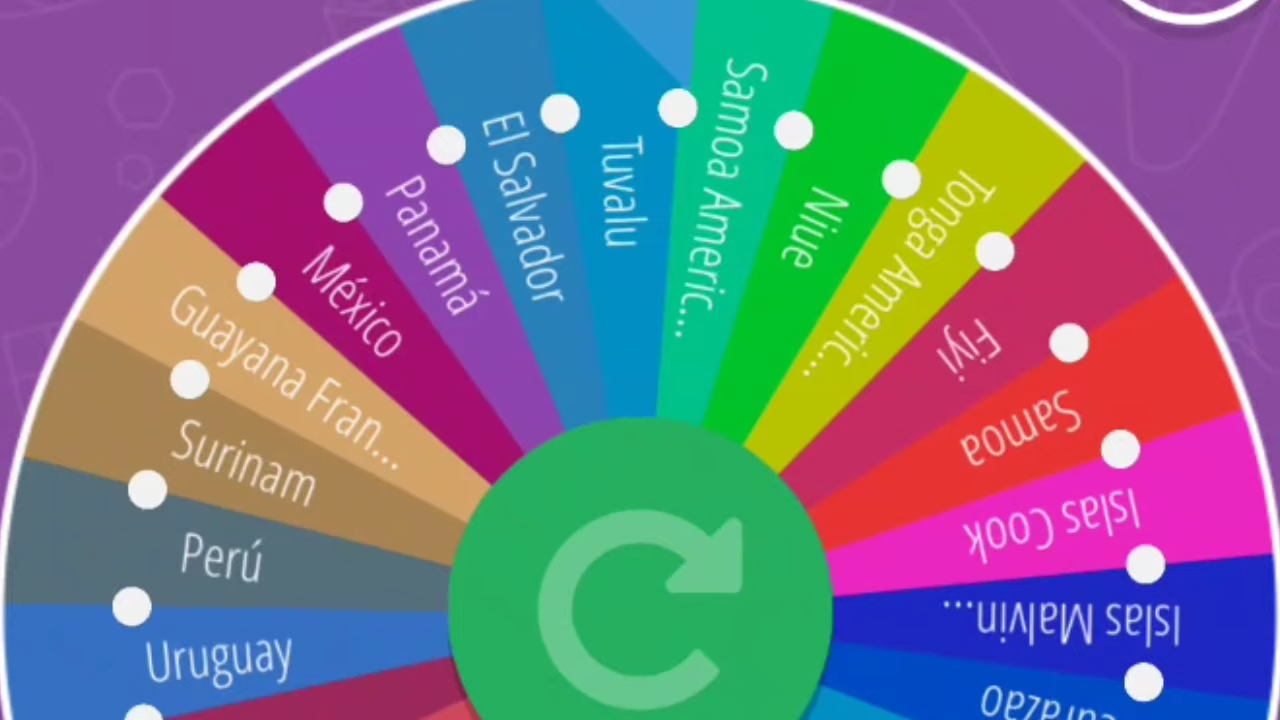 Uruguay
Perú
Surinam
Guayana Fran...
México
Panamá
El Salvador
Tuvalu
Samoa Americ...
Niue
Tonga Americ...
Fiyi
Samoa
Islas Cook
Islas Malvin...